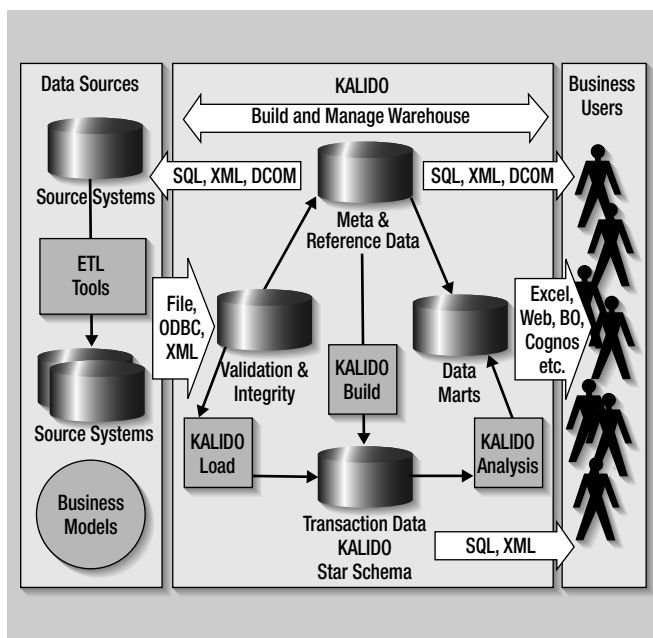 Data Sources
KALIDO
Business
Users
Build and Manage Warehouse
Source Systems
SQL, XML, DCOM
SQL, XML, DCOM
Meta &
Reference Data
ETL
Tools
File,
ODBC,
XML
Validation &
Integrity
KALIDO
Build
Data
Marts
Excel,
Web, BO,
Cognos
etc.
Source Systems
KALIDO
Load
KALIDO
Analysis
Business
Models
Transaction Data
KALIDO
Star Schema
SQL, XML